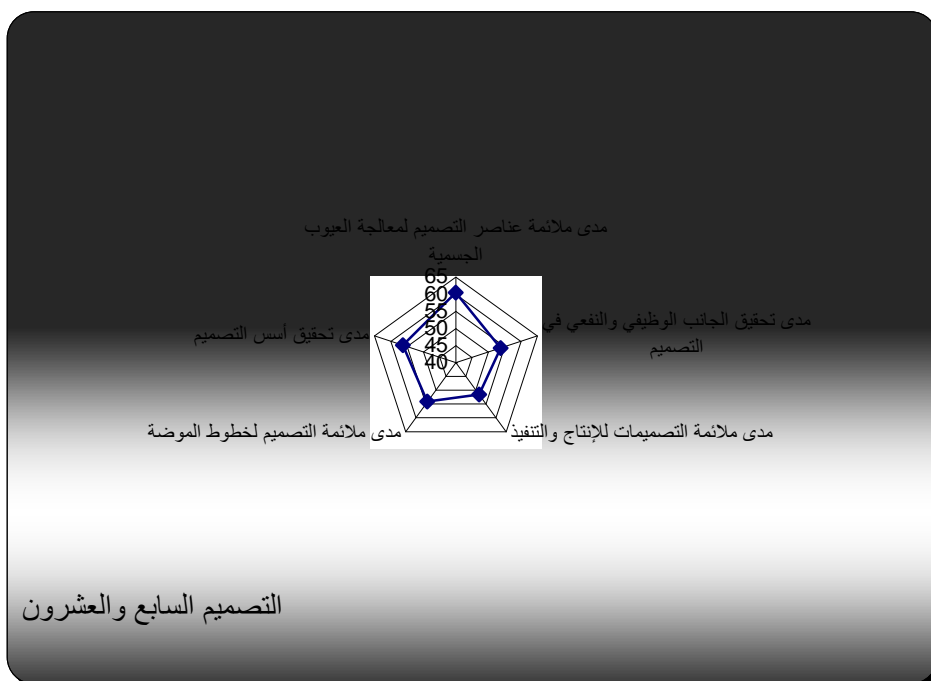 مدى ملائمة عناصر التصميم لمعالجة العيوب
الجسمية
65
60
55
50
45
40
مدى تحقيق الجانب الوظيفي والنفعي في
التصميم
مدى تحقيق أسس التصميم
مدى ملائمة التصميمات للإنتاج والتنفيذ
مدى ملائمة التصميم لخطوط الموضة
التصميم السابع والعشرون